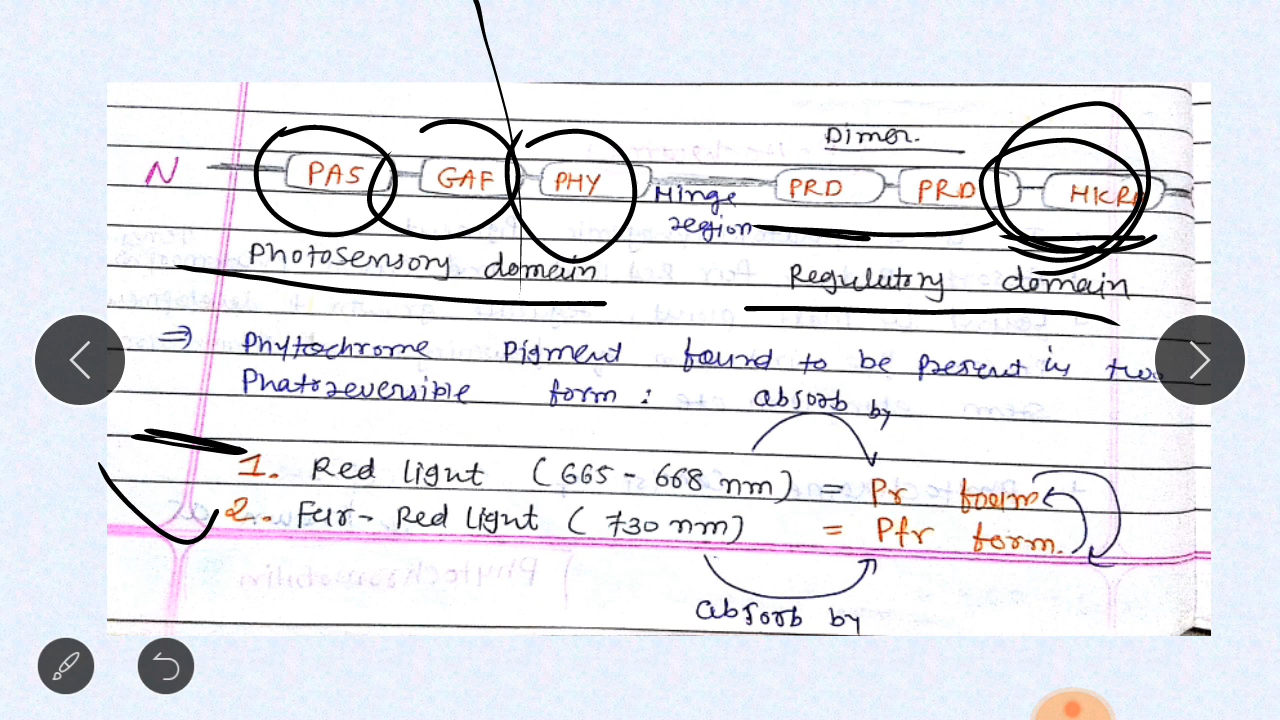 Dimer.
N PAS GAF PHY PRD PRD HKRD
Hinge
region
Photosensory domain Regulutory domain
⇒ Phytochrome Pigment found to be present in two
Photoreversible form : absorb by
1. Red light (665 - 668 nm) = Pr form
2. Far- Red light (730 nm) = Pfr form.
absorb by